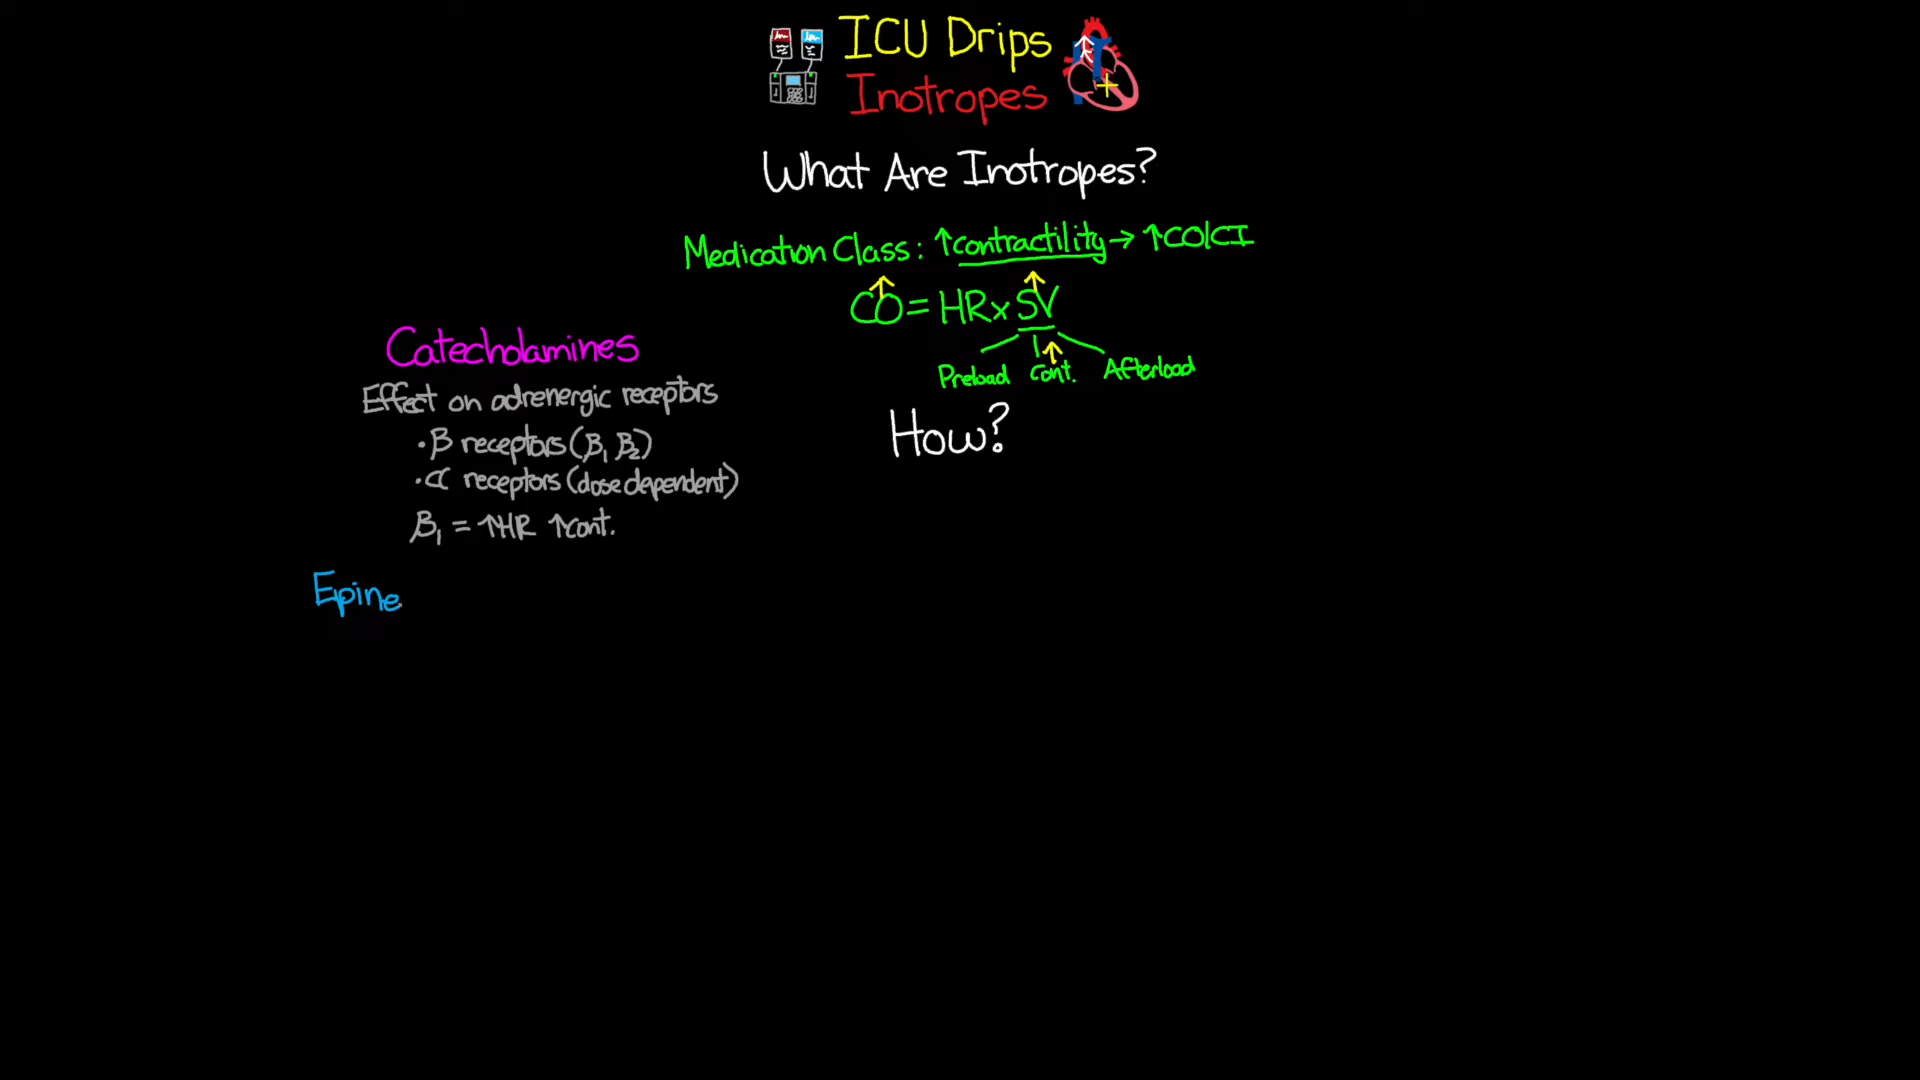 ICU Drips
Inotropes
What Are Inotropes?
Medication Class: ↑contractility→ ↑CO/CI
CO = HR x SV
Preload Cont. Afterload
How?
Catecholamines
Effect on adrenergic receptors
• β receptors (β₁ β₂)
• α receptors (dose dependent)
β₁ = ↑HR ↑cont.
Epine